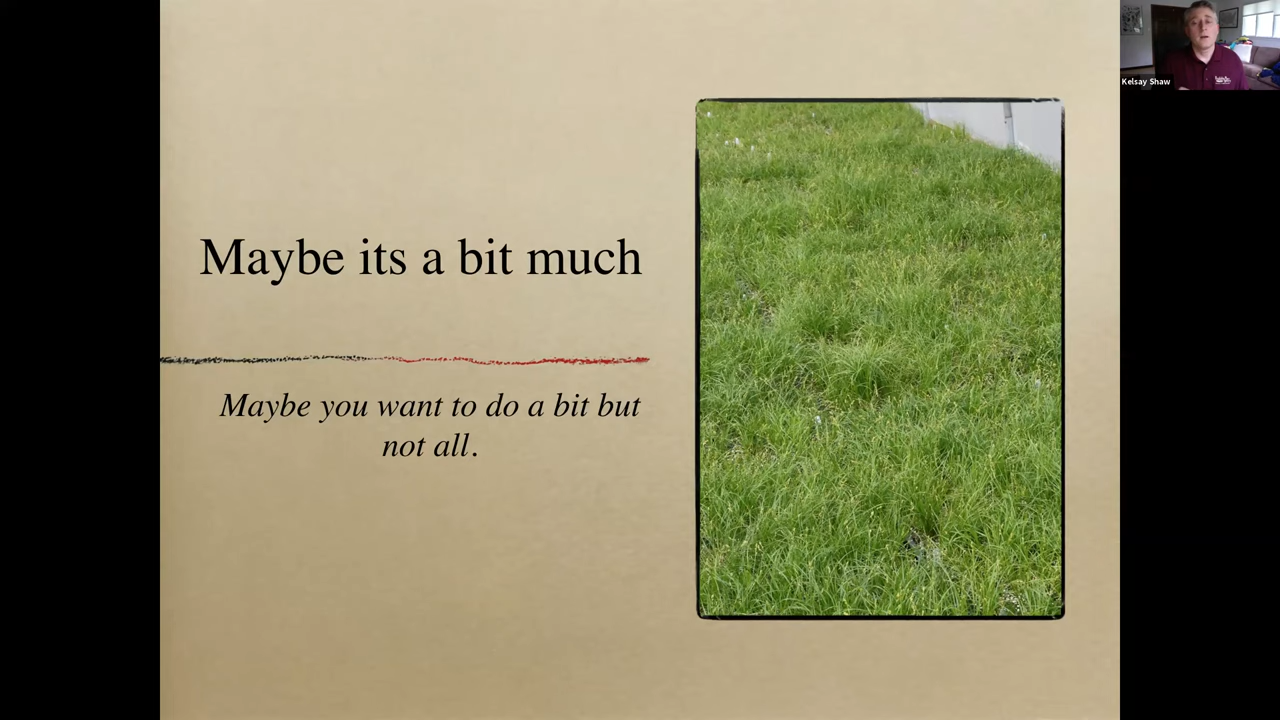 Kelsay Shaw
Maybe its a bit much
Maybe you want to do a bit but
not all.